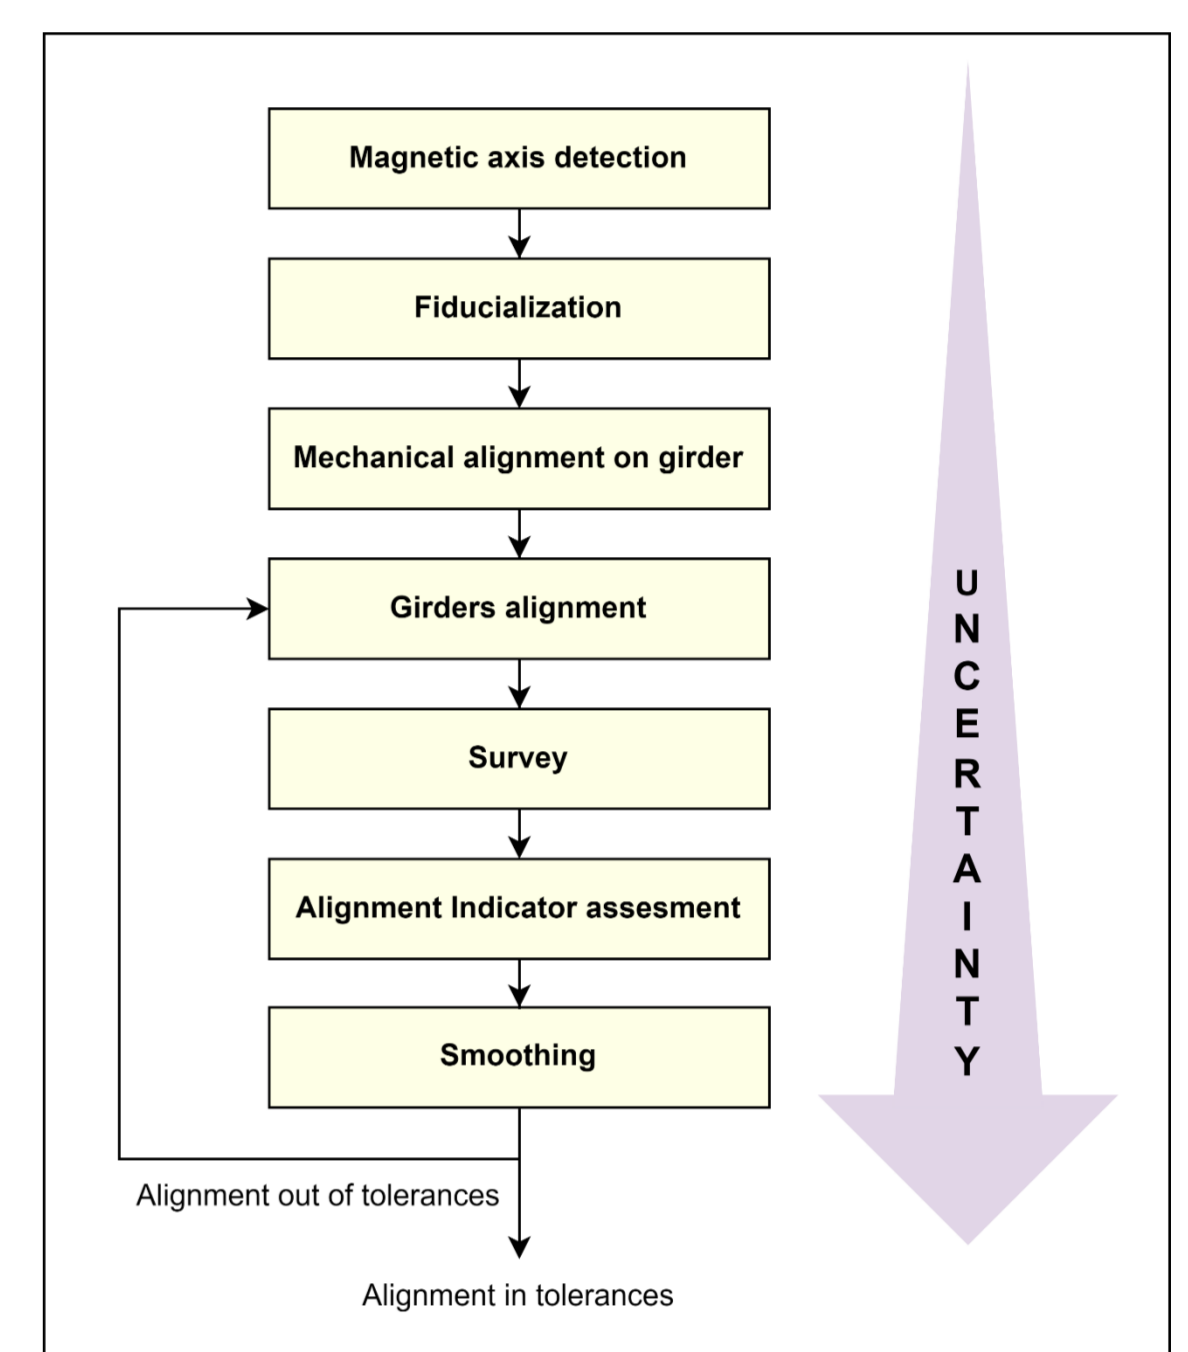 Magnetic axis detection
Fiducialization
Mechanical alignment on girder
Girders alignment
Survey
Alignment Indicator assesment
Smoothing
Alignment out of tolerances
Alignment in tolerances
UNCERTAINTY